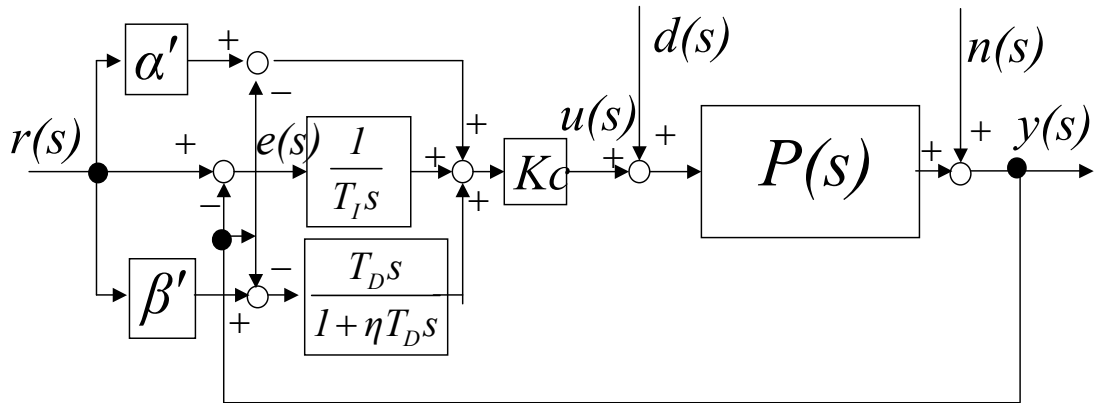 α′
+
−
d(s)
n(s)
r(s)
+
e(s)
1
T_I s
+
+
+
Kc
u(s)
+
+
P(s)
+
+
y(s)
−
β′
−
+
T_D s
1 + ηT_D s